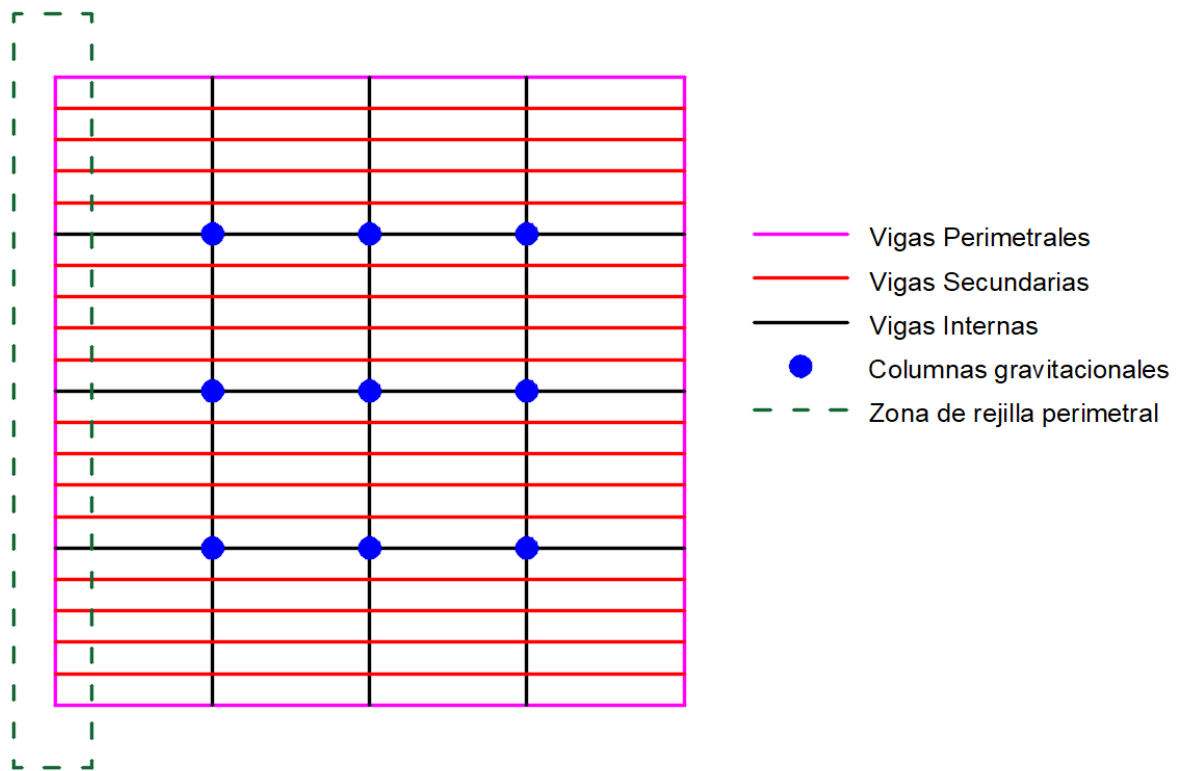 Vigas Perimetrales
Vigas Secundarias
Vigas Internas
Columnas gravitacionales
Zona de rejilla perimetral